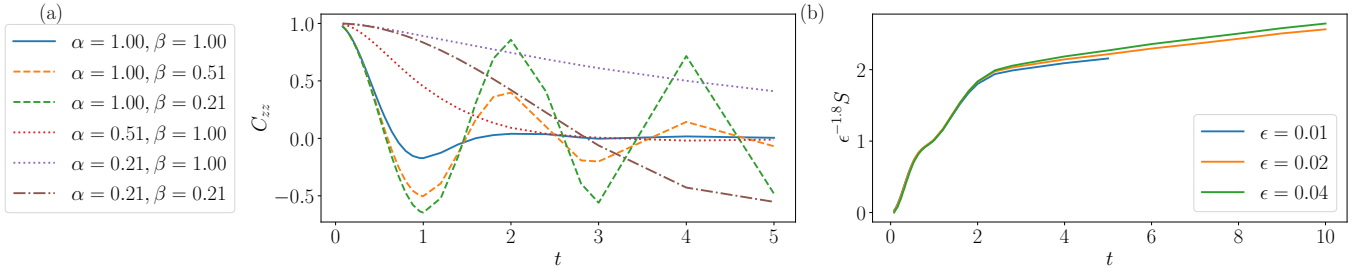 (a)
α = 1.00, β = 1.00
α = 1.00, β = 0.51
α = 1.00, β = 0.21
α = 0.51, β = 1.00
α = 0.21, β = 1.00
α = 0.21, β = 0.21
C_{zz}
1.0
0.5
0.0
−0.5
0
1
2
3
4
5
t
(b)
ϵ^{−1.8}S
2
1
0
0
2
4
6
8
10
t
ϵ = 0.01
ϵ = 0.02
ϵ = 0.04